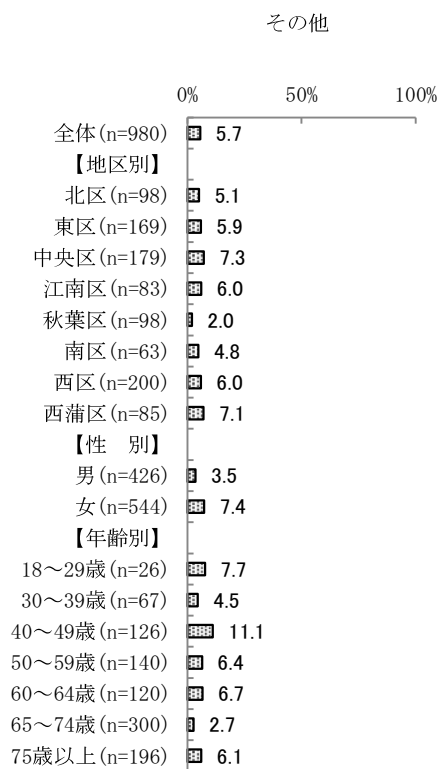 その他
0% 50% 100%
全体(n=980) 5.7
【地区別】
北区(n=98) 5.1
東区(n=169) 5.9
中央区(n=179) 7.3
江南区(n=83) 6.0
秋葉区(n=98) 2.0
南区(n=63) 4.8
西区(n=200) 6.0
西蒲区(n=85) 7.1
【性　別】
男(n=426) 3.5
女(n=544) 7.4
【年齢別】
18～29歳(n=26) 7.7
30～39歳(n=67) 4.5
40～49歳(n=126) 11.1
50～59歳(n=140) 6.4
60～64歳(n=120) 6.7
65～74歳(n=300) 2.7
75歳以上(n=196) 6.1